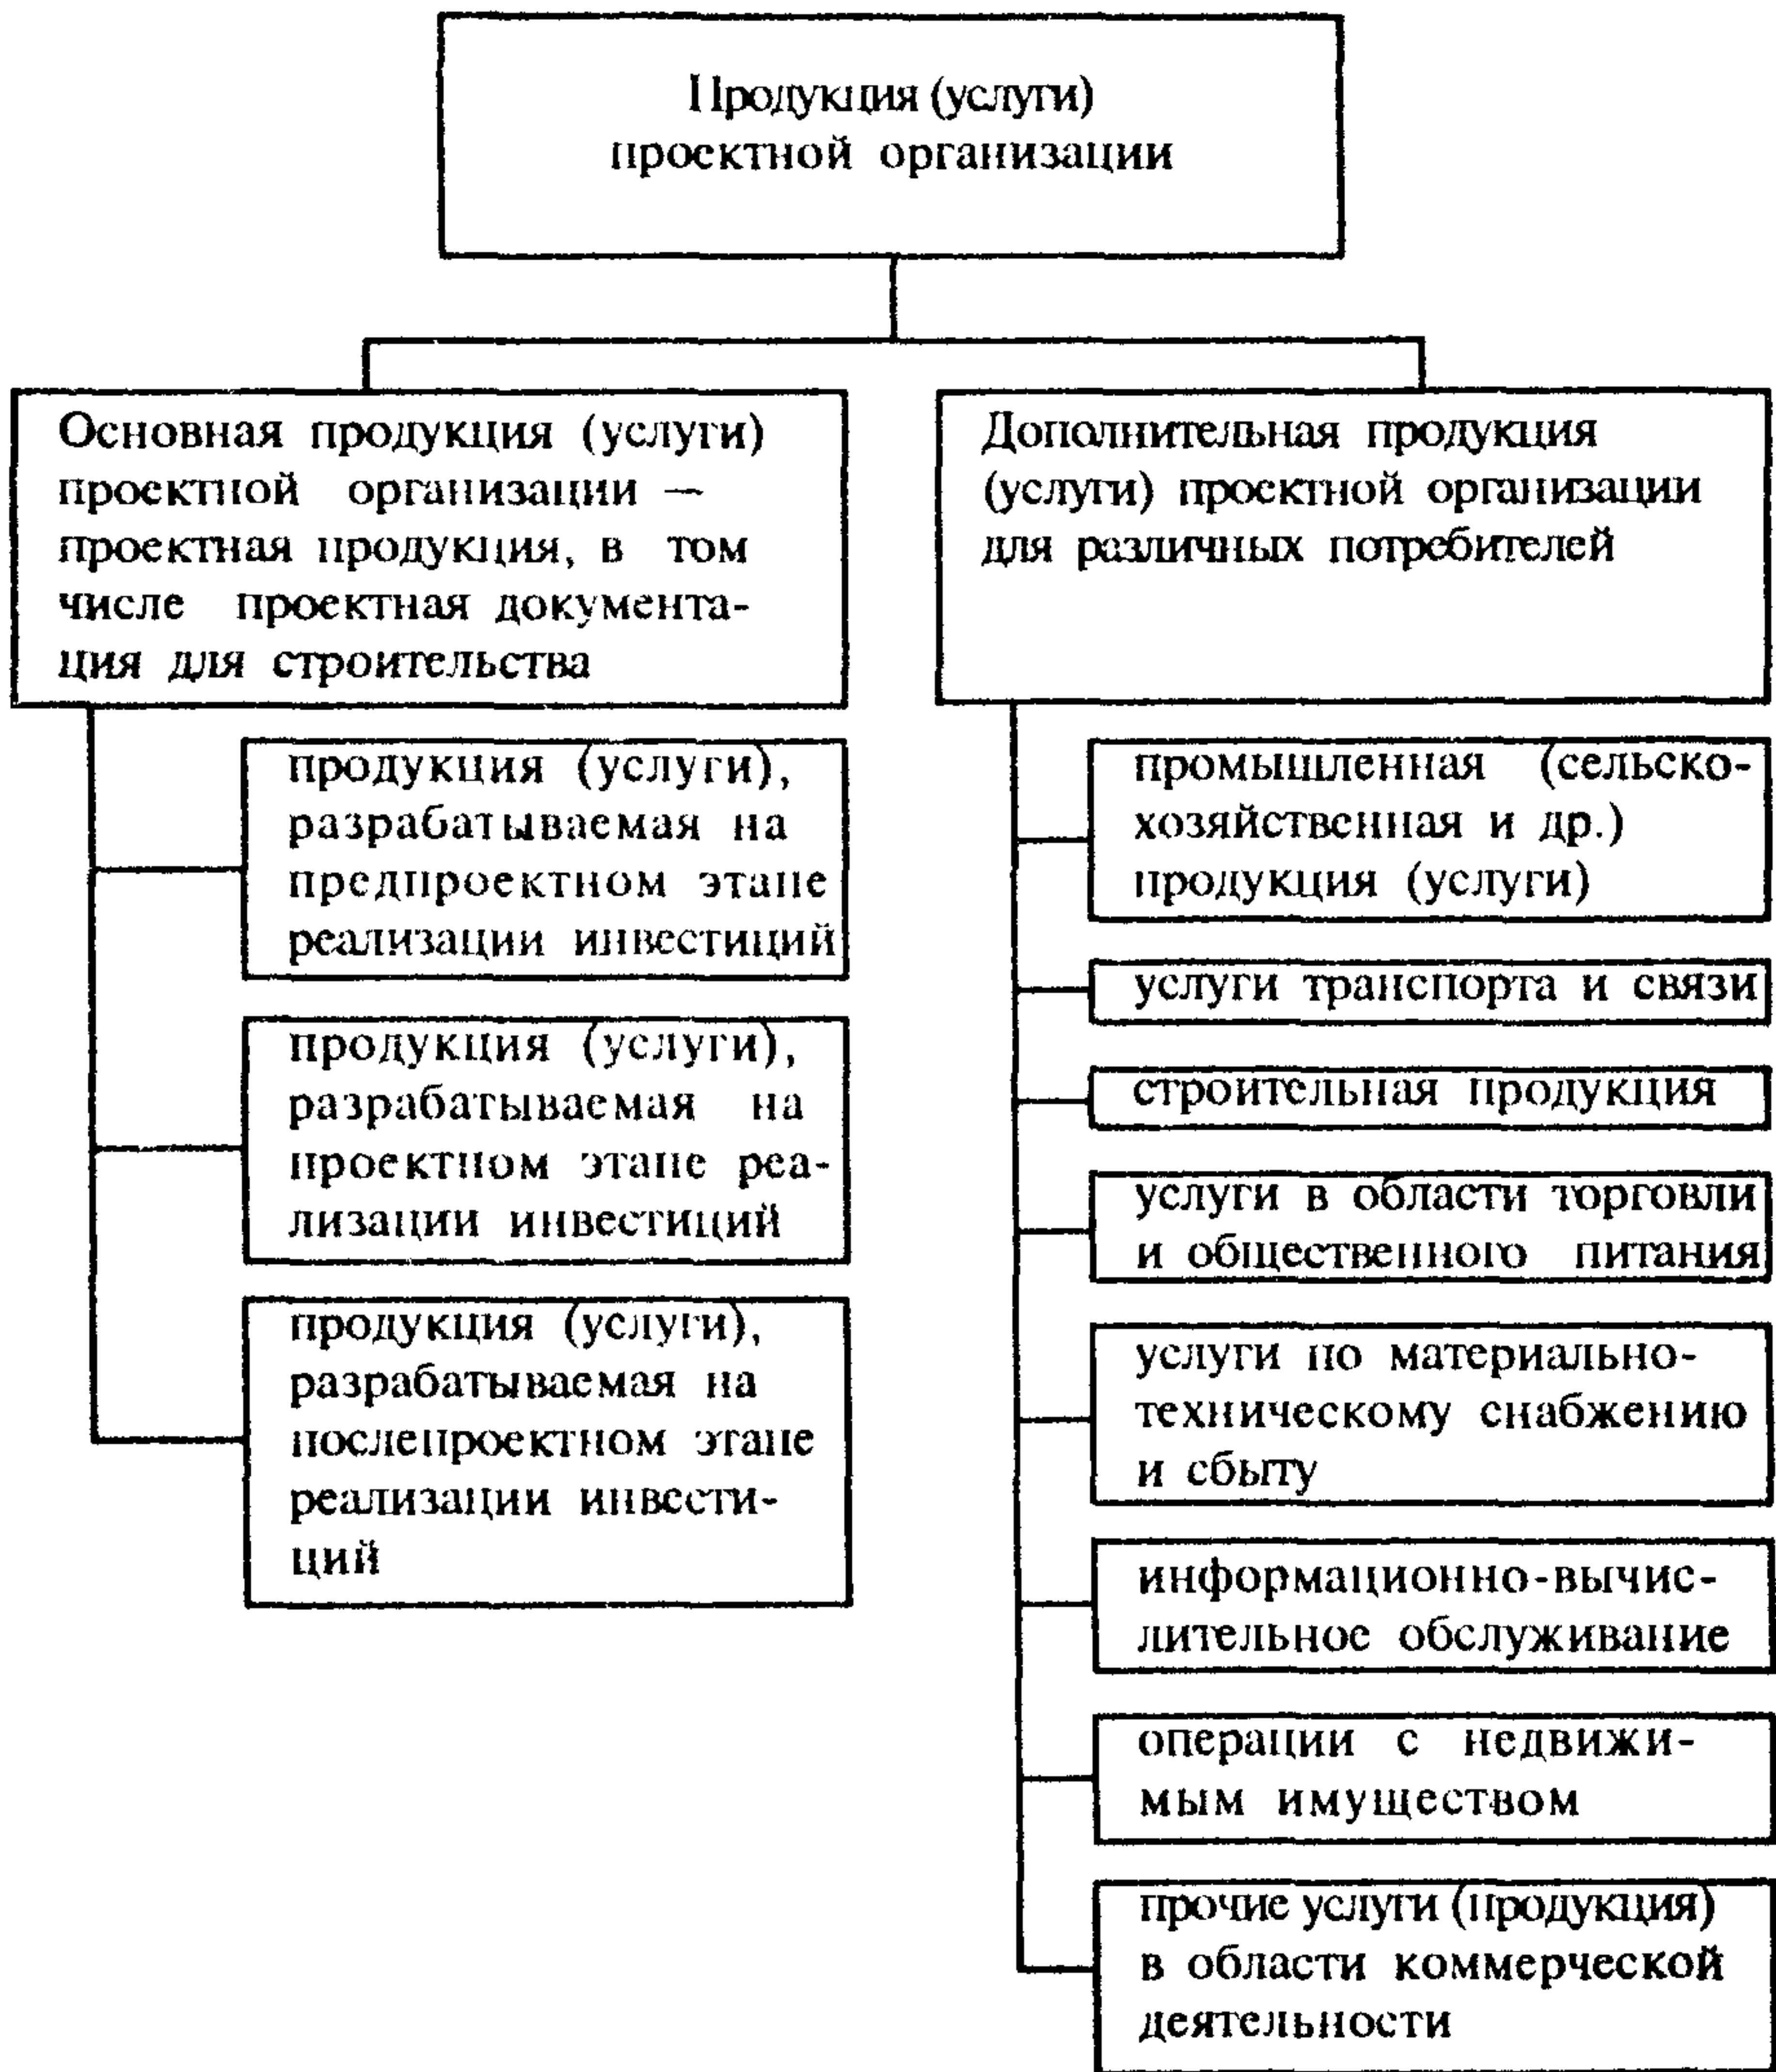 Продукция (услуги)
проектной организации
Основная продукция (услуги)
проектной организации —
проектная продукция, в том
числе проектная документа-
ция для строительства
продукция (услуги),
разрабатываемая на
предпроектном этапе
реализации инвестиций
продукция (услуги),
разрабатываемая на
проектном этапе реа-
лизации инвестиций
продукция (услуги),
разрабатываемая на
послепроектном этапе
реализации инвести-
ций
Дополнительная продукция
(услуги) проектной организации
для различных потребителей
промышленная (сельско-
хозяйственная и др.)
продукция (услуги)
услуги транспорта и связи
строительная продукция
услуги в области торговли
и общественного питания
услуги по материально-
техническому снабжению
и сбыту
информационно-вычис-
лительное обслуживание
операции с недвижи-
мым имуществом
прочие услуги (продукция)
в области коммерческой
деятельности